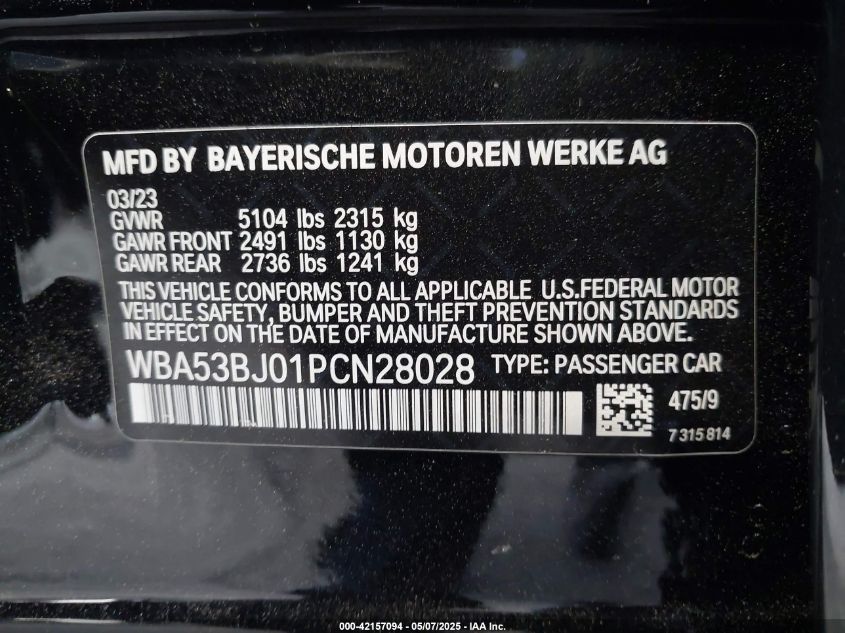 MFD BY BAYERISCHE MOTOREN WERKE AG
03/23
GVWR 5104 lbs 2315 kg
GAWR FRONT 2491 lbs 1130 kg
GAWR REAR 2736 lbs 1241 kg
THIS VEHICLE CONFORMS TO ALL APPLICABLE U.S.FEDERAL MOTOR
VEHICLE SAFETY, BUMPER AND THEFT PREVENTION STANDARDS
IN EFFECT ON THE DATE OF MANUFACTURE SHOWN ABOVE.
WBA53BJ01PCN28028 TYPE: PASSENGER CAR
475/9
7 315 814
000-42157094 - 05/07/2025 - IAA Inc.